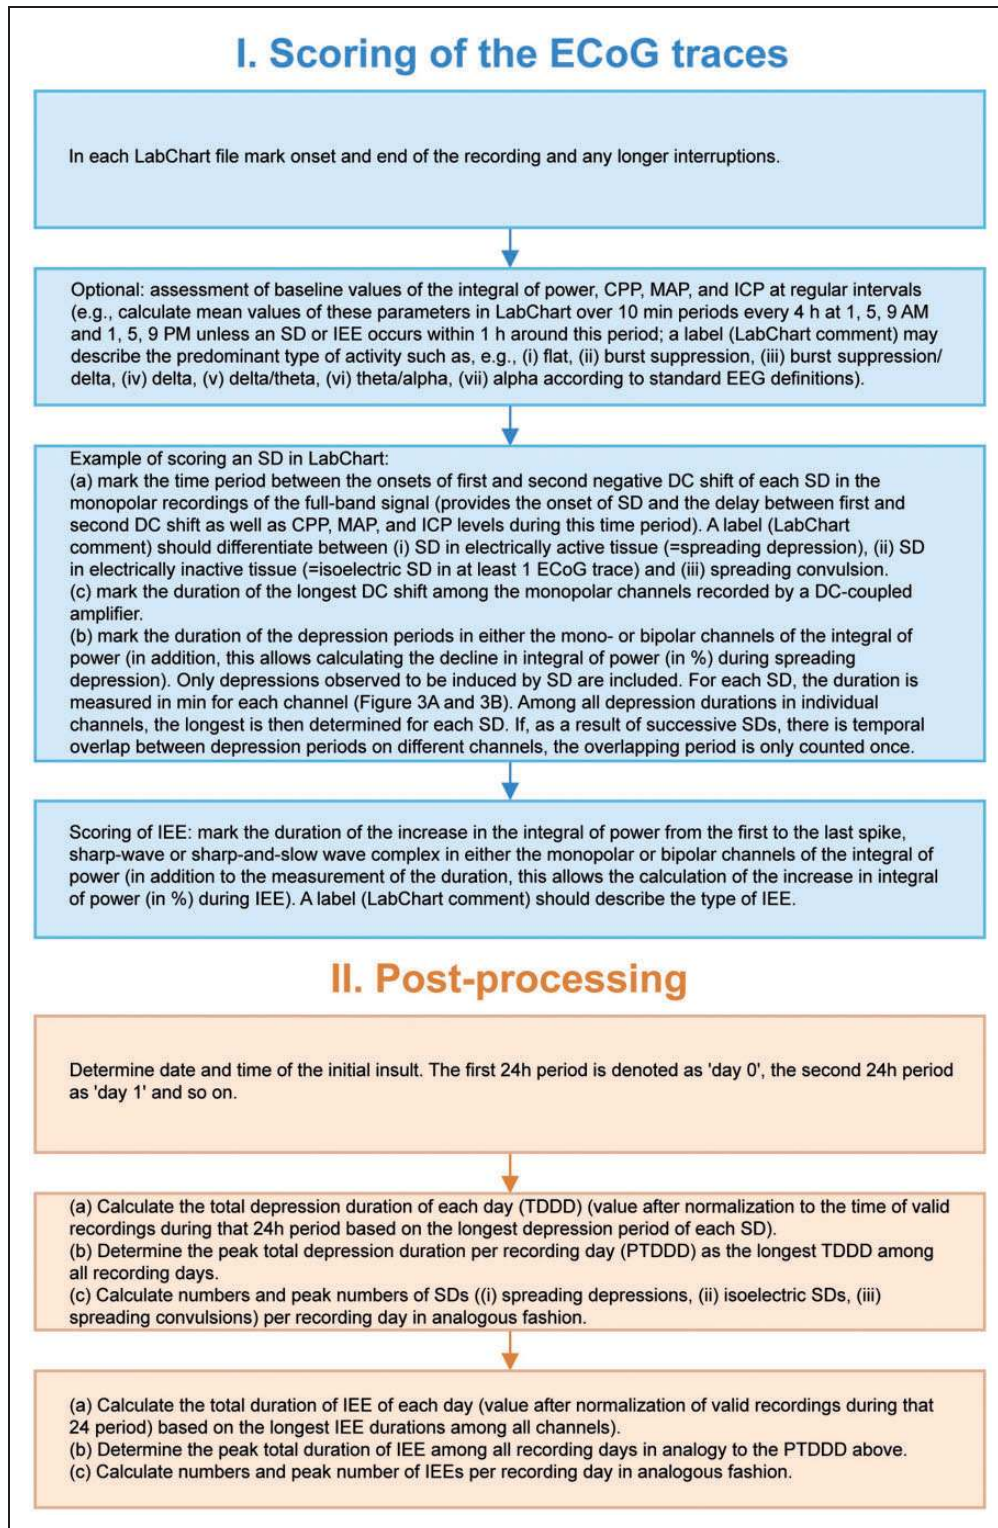 I. Scoring of the ECoG traces
In each LabChart file mark onset and end of the recording and any longer interruptions.
Optional: assessment of baseline values of the integral of power, CPP, MAP, and ICP at regular intervals
(e.g., calculate mean values of these parameters in LabChart over 10 min periods every 4 h at 1, 5, 9 AM
and 1, 5, 9 PM unless an SD or IEE occurs within 1 h around this period; a label (LabChart comment) may
describe the predominant type of activity such as, e.g., (i) flat, (ii) burst suppression, (iii) burst suppression/
delta, (iv) delta, (v) delta/theta, (vi) theta/alpha, (vii) alpha according to standard EEG definitions).
Example of scoring an SD in LabChart:
(a) mark the time period between the onsets of first and second negative DC shift of each SD in the
monopolar recordings of the full-band signal (provides the onset of SD and the delay between first and
second DC shift as well as CPP, MAP, and ICP levels during this time period). A label (LabChart
comment) should differentiate between (i) SD in electrically active tissue (=spreading depression), (ii) SD
in electrically inactive tissue (=isoelectric SD in at least 1 ECoG trace) and (iii) spreading convulsion.
(c) mark the duration of the longest DC shift among the monopolar channels recorded by a DC-coupled
amplifier.
(b) mark the duration of the depression periods in either the mono- or bipolar channels of the integral of
power (in addition, this allows calculating the decline in integral of power (in %) during spreading
depression). Only depressions observed to be induced by SD are included. For each SD, the duration is
measured in min for each channel (Figure 3A and 3B). Among all depression durations in individual
channels, the longest is then determined for each SD. If, as a result of successive SDs, there is temporal
overlap between depression periods on different channels, the overlapping period is only counted once.
Scoring of IEE: mark the duration of the increase in the integral of power from the first to the last spike,
sharp-wave or sharp-and-slow wave complex in either the monopolar or bipolar channels of the integral of
power (in addition to the measurement of the duration, this allows the calculation of the increase in integral
of power (in %) during IEE). A label (LabChart comment) should describe the type of IEE.
II. Post-processing
Determine date and time of the initial insult. The first 24h period is denoted as 'day 0', the second 24h period
as 'day 1' and so on.
(a) Calculate the total depression duration of each day (TDDD) (value after normalization to the time of valid
recordings during that 24h period based on the longest depression period of each SD).
(b) Determine the peak total depression duration per recording day (PTDDD) as the longest TDDD among
all recording days.
(c) Calculate numbers and peak numbers of SDs ((i) spreading depressions, (ii) isoelectric SDs, (iii)
spreading convulsions) per recording day in analogous fashion.
(a) Calculate the total duration of IEE of each day (value after normalization of valid recordings during that
24 period) based on the longest IEE durations among all channels).
(b) Determine the peak total duration of IEE among all recording days in analogy to the PTDDD above.
(c) Calculate numbers and peak number of IEEs per recording day in analogous fashion.